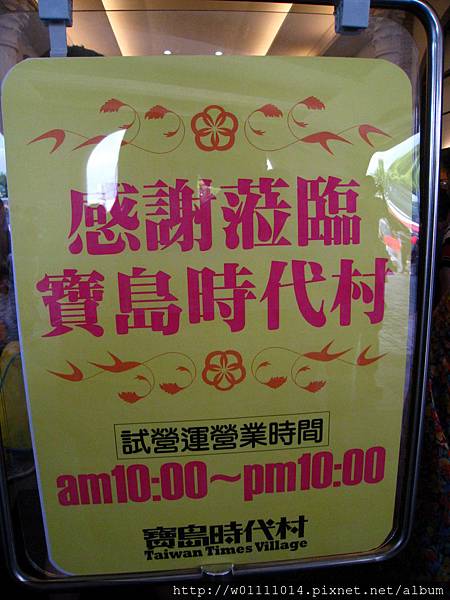 感謝蒞臨
寶島時代村
試營運營業時間
am10:00~pm10:00
寶島時代村
Taiwan Times Village
http://w01111014.pixnet.net/album